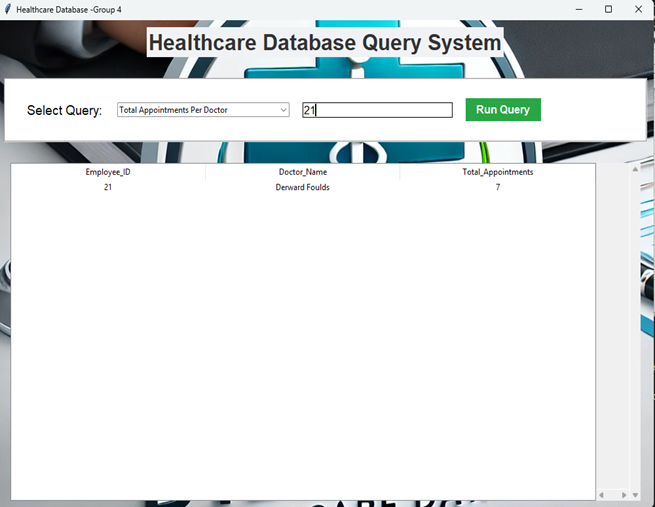 Healthcare Database -Group 4
Healthcare Database Query System
Select Query: Total Appointments Per Doctor 21 Run Query
Employee_ID Doctor_Name Total_Appointments
21 Derward Foulds 7